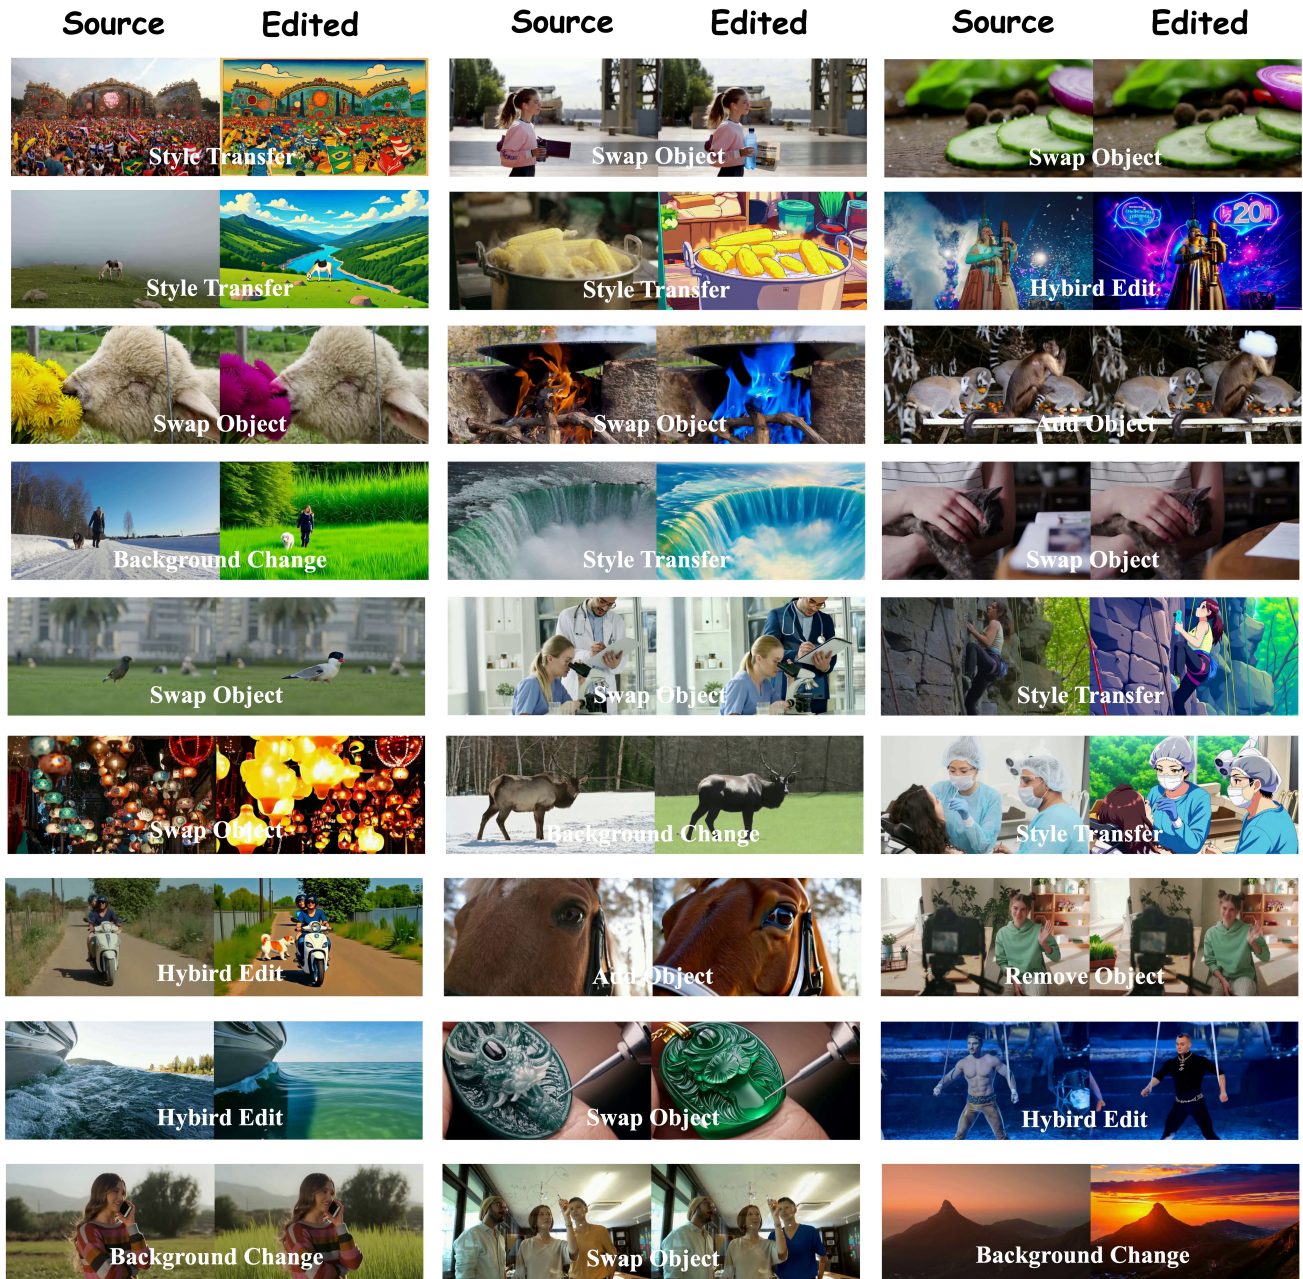 Source Edited Source Edited Source Edited
Style Transfer Swap Object Swap Object
Style Transfer Style Transfer Hybird Edit
20
Swap Object Swap Object Add Object
Background Change Style Transfer Swap Object
Swap Object Swap Object Style Transfer
Swap Object Background Change Style Transfer
Hybird Edit Add Object Remove Object
Hybird Edit Swap Object Hybird Edit
Background Change Swap Object Background Change